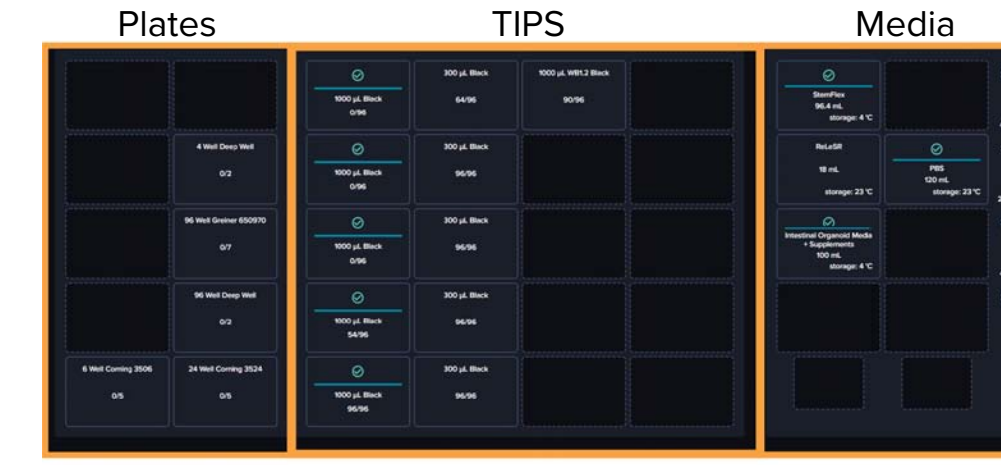 Plates
TIPS
Media
1000 µL Black
0/96
300 µL Black
64/96
1000 µL WB1.2 Black
90/96
StemFlex
96.4 mL
storage: 4 °C
4 Well Deep Well
0/2
1000 µL Black
0/96
300 µL Black
96/96
ReLeSR
18 mL
storage: 23 °C
PBS
120 mL
storage: 23 °C
96 Well Greiner 650970
0/7
1000 µL Black
0/96
300 µL Black
96/96
Intestinal Organoid Media
+ Supplements
100 mL
storage: 4 °C
96 Well Deep Well
0/2
1000 µL Black
54/96
300 µL Black
96/96
6 Well Corning 3506
0/5
24 Well Corning 3524
0/5
1000 µL Black
96/96
300 µL Black
96/96